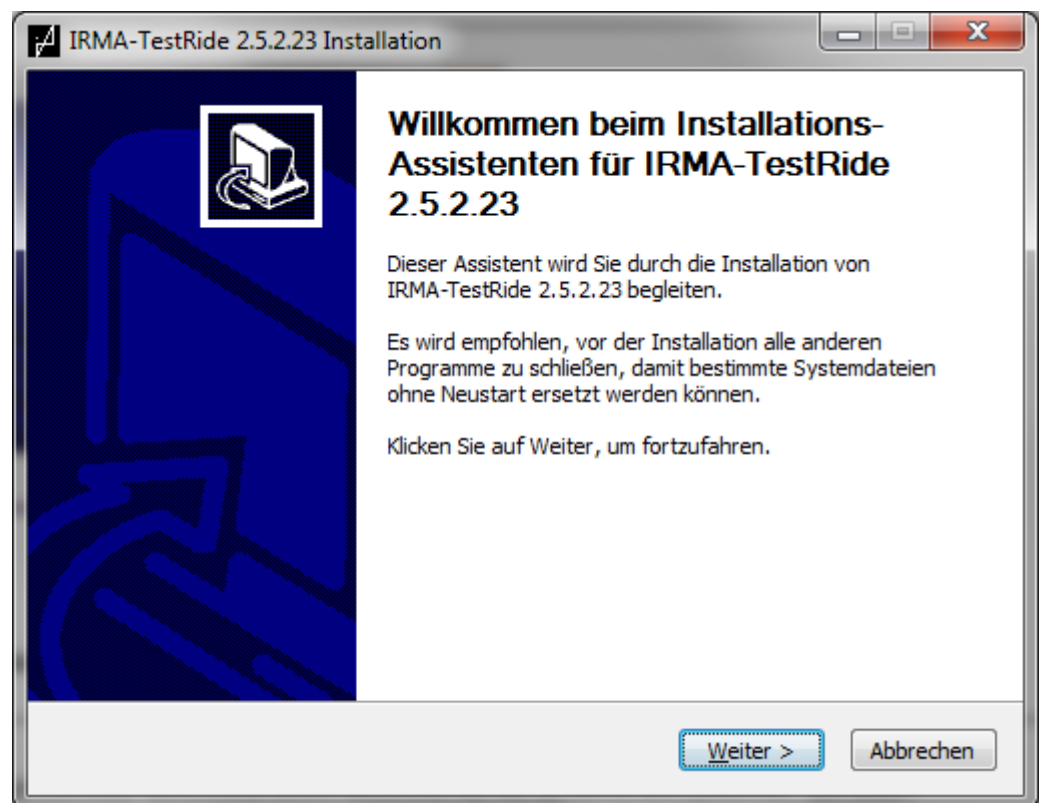 IRMA-TestRide 2.5.2.23 Installation
Willkommen beim Installations-
Assistenten für IRMA-TestRide
2.5.2.23
Dieser Assistent wird Sie durch die Installation von
IRMA-TestRide 2.5.2.23 begleiten.
Es wird empfohlen, vor der Installation alle anderen
Programme zu schließen, damit bestimmte Systemdateien
ohne Neustart ersetzt werden können.
Klicken Sie auf Weiter, um fortzufahren.
Weiter >
Abbrechen